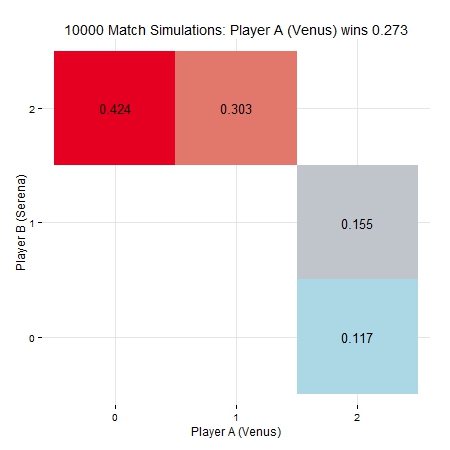 10000 Match Simulations: Player A (Venus) wins 0.273
2
0.424 0.303
Player B (Serena)
1
0.155
0
0.117
0 1 2
Player A (Venus)